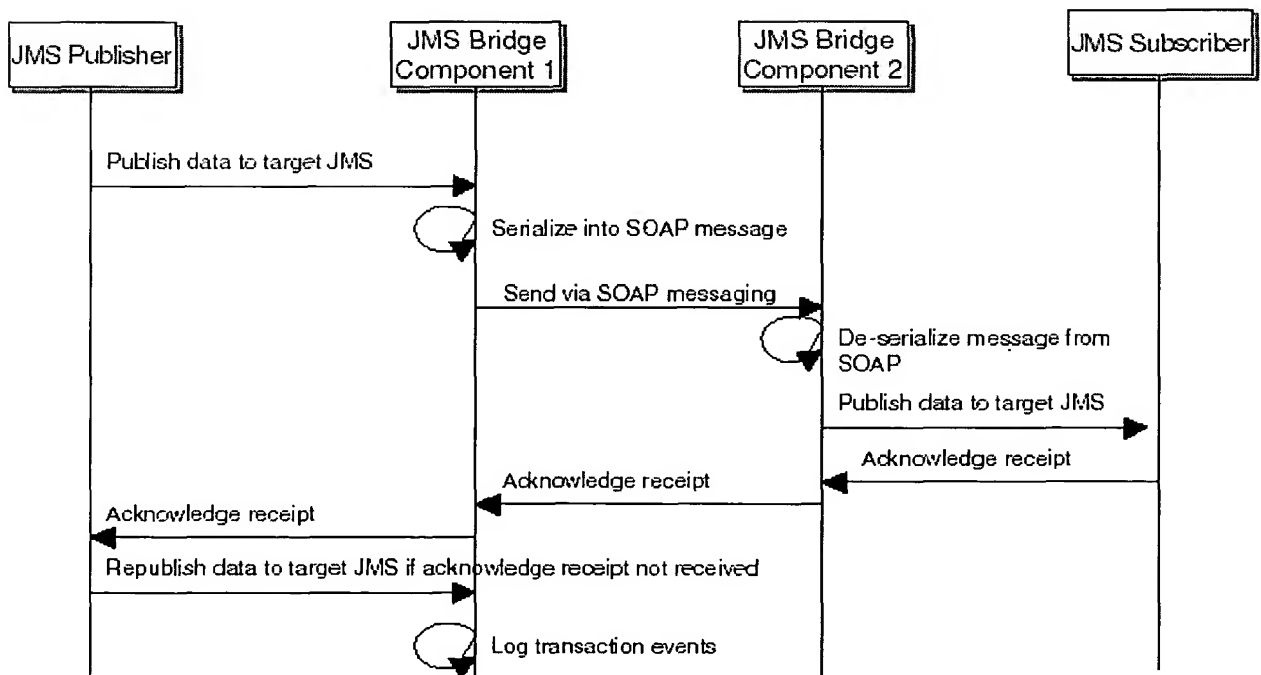 JMS Publisher
JMS Bridge
Component 1
JMS Bridge
Component 2
JMS Subscriber
Publish data to target JMS
Serialize into SOAP message
Send via SOAP messaging
De-serialize message from
SOAP
Publish data to target JMS
Acknowledge receipt
Acknowledge receipt
Acknowledge receipt
Republish data to target JMS if acknowledge receipt not received
Log transaction events